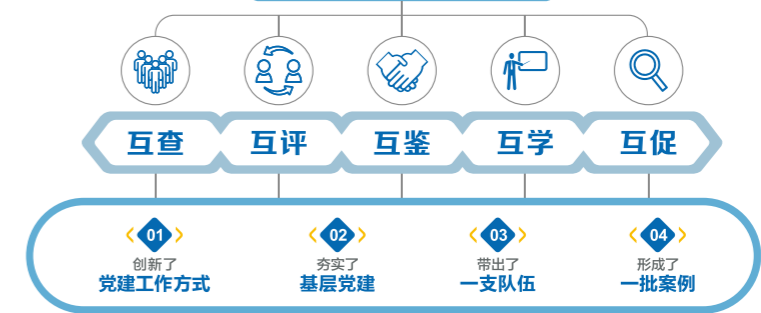 互查 互评 互鉴 互学 互促
01 02 03 04
创新了 夯实了 带出了 形成了
党建工作方式 基层党建 一支队伍 一批案例